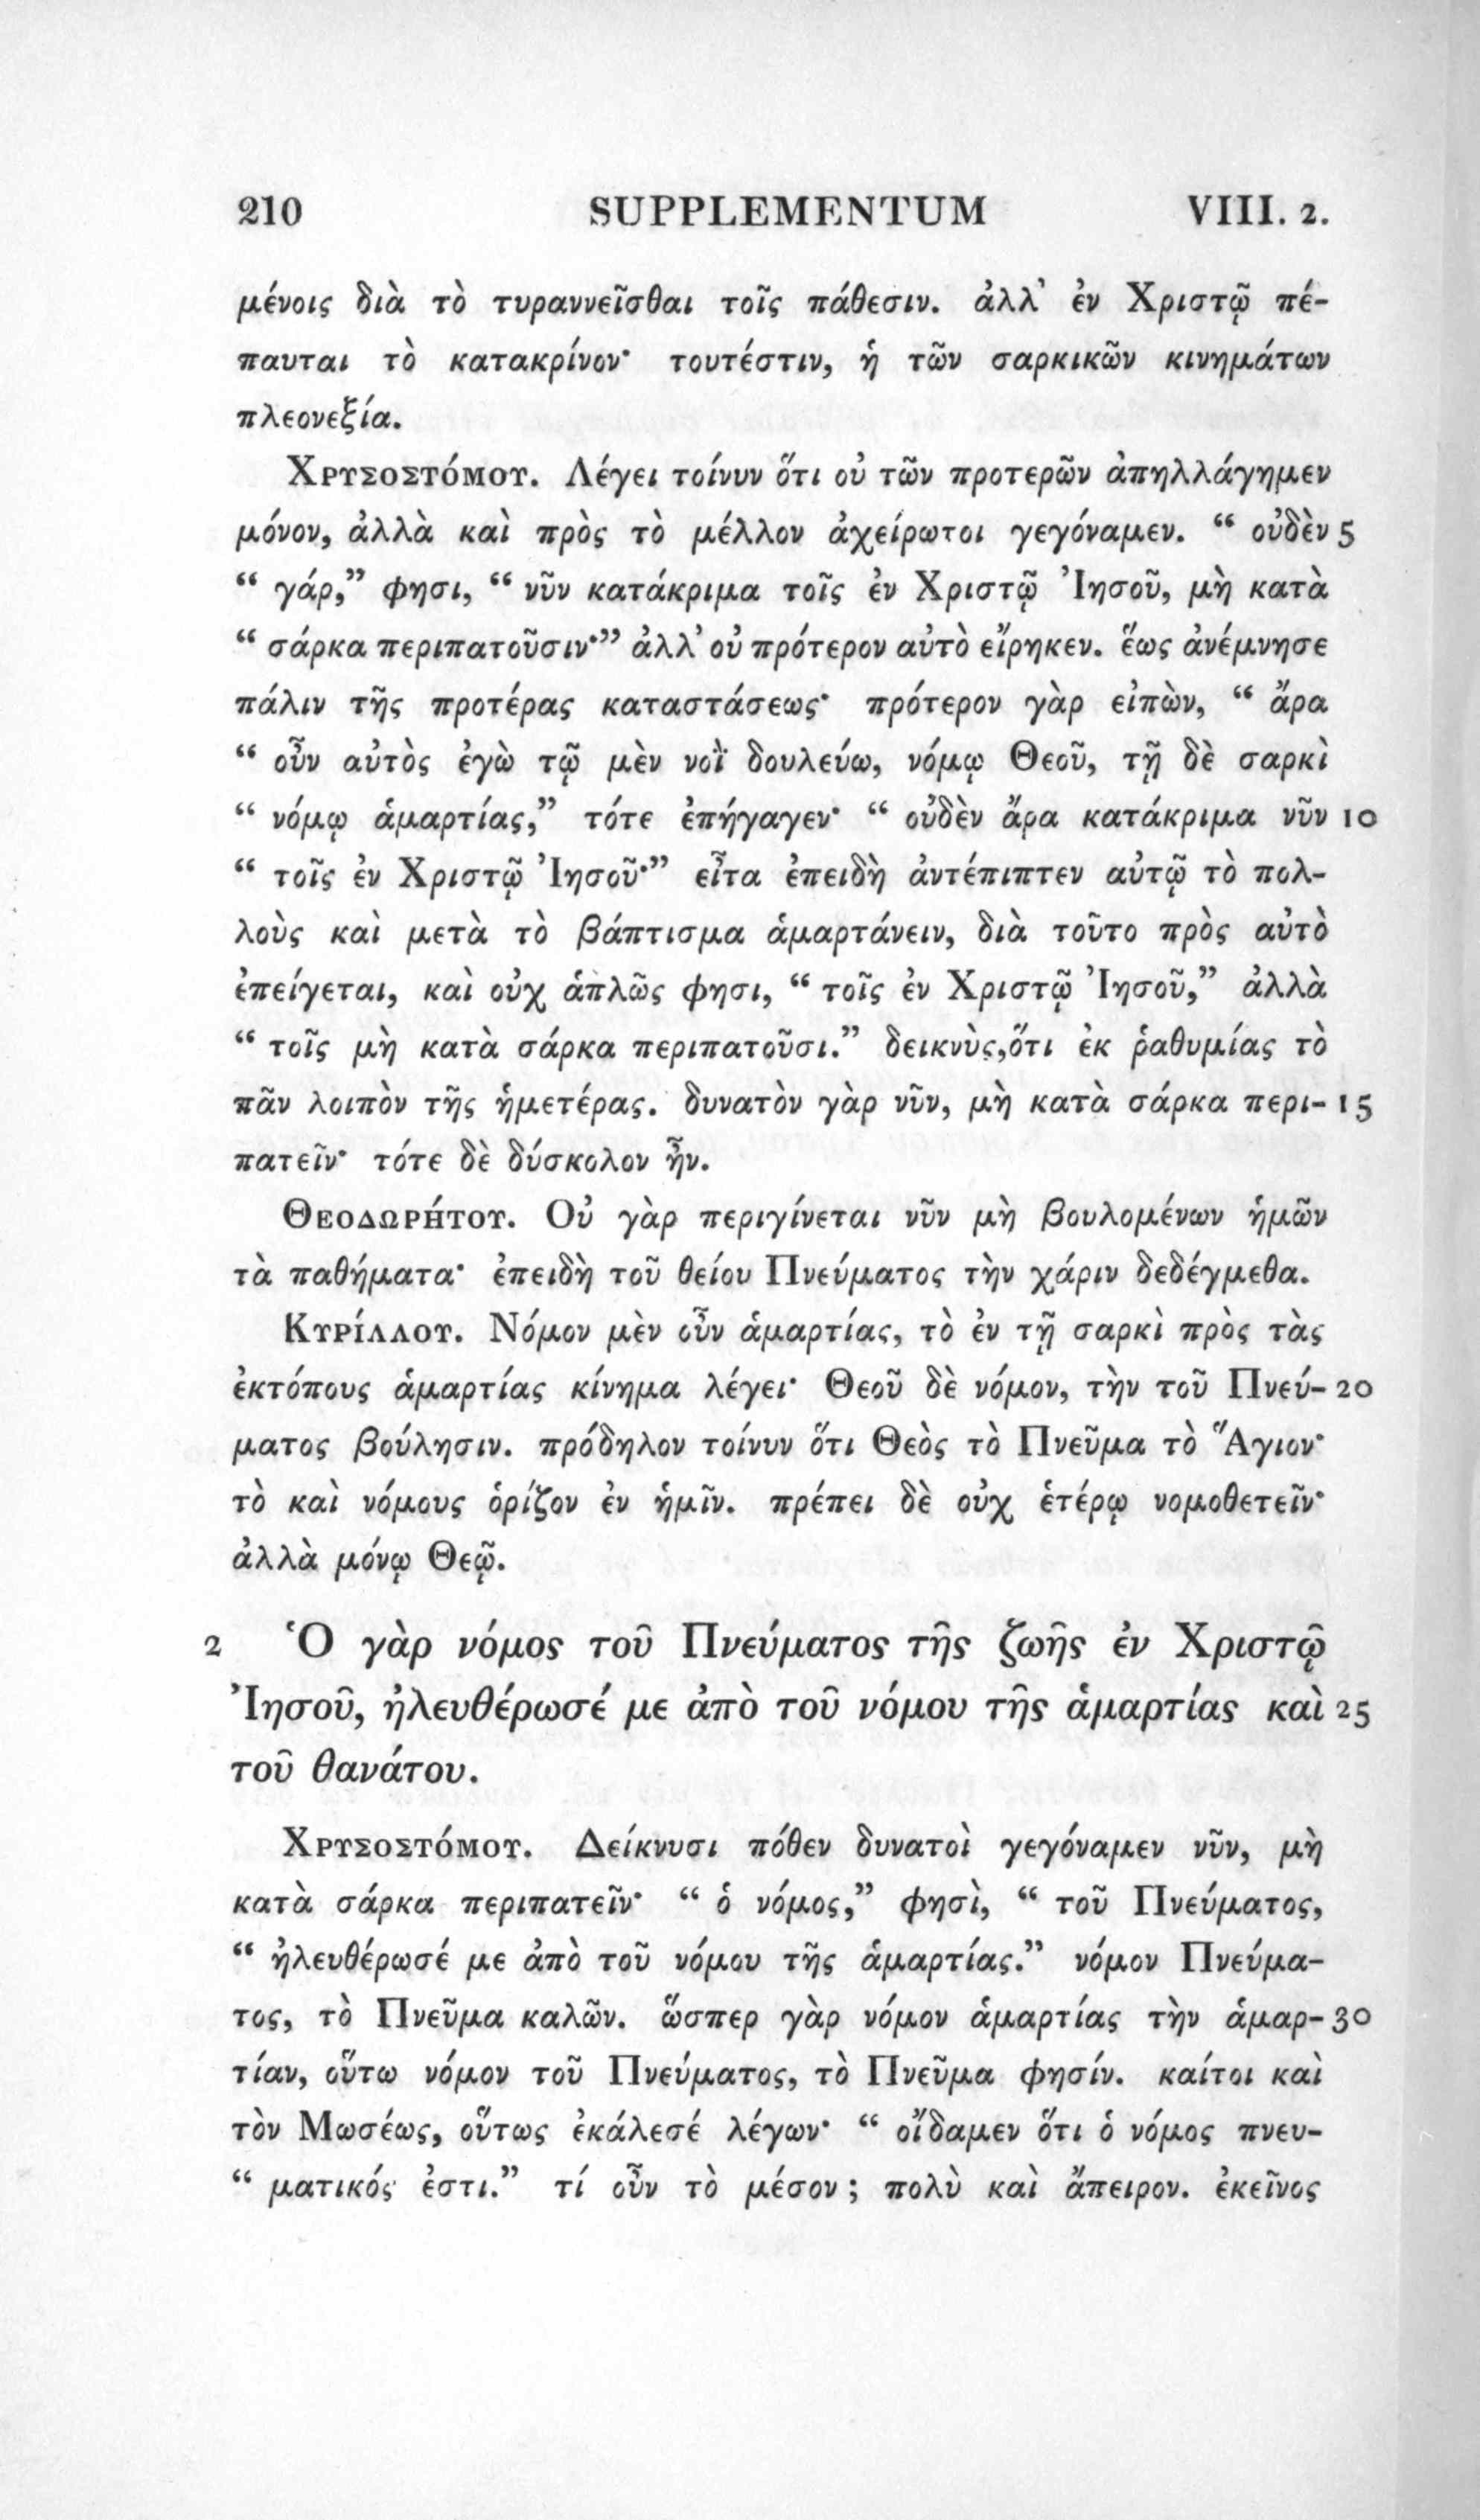 210 SUPPLEMENTUM VIII. 2.
μένοις διὰ τὸ τυραννεῖσθαι τοῖς πάθεσιν. ἀλλ᾽ ἐν Χριστῷ πέ-
παυται τὸ κατακρίνον· τουτέστιν, ἡ τῶν σαρκικῶν κινημάτων
πλεονεξία.
Χρυσοστόμου. Λέγει τοίνυν ὅτι οὐ τῶν προτερῶν ἀπηλλάγημεν
μόνον, ἀλλὰ καὶ πρὸς τὸ μέλλον ἀχείρωτοι γεγόναμεν. “ οὐδὲν 5
“ γάρ,” φησι, “ νῦν κατάκριμα τοῖς ἐν Χριστῷ Ἰησοῦ, μὴ κατὰ
“ σάρκα περιπατοῦσιν·” ἀλλ᾽ οὐ πρότερον αὐτὸ εἴρηκεν. ἕως ἀνέμνησε
πάλιν τῆς προτέρας καταστάσεως· πρότερον γὰρ εἰπὼν, “ ἄρα
“ οὖν αὐτὸς ἐγὼ τῷ μὲν νοῒ δουλεύω, νόμῳ Θεοῦ, τῇ δὲ σαρκὶ
“ νόμῳ ἁμαρτίας,” τότε ἐπήγαγεν· “ οὐδὲν ἄρα κατάκριμα νῦν 10
“ τοῖς ἐν Χριστῷ Ἰησοῦ·” εἶτα ἐπειδὴ ἀντέπιπτεν αὐτῷ τὸ πολ-
λοὺς καὶ μετὰ τὸ βάπτισμα ἁμαρτάνειν, διὰ τοῦτο πρὸς αὐτὸ
ἐπείγεται, καὶ οὐχ ἁπλῶς φησι, “ τοῖς ἐν Χριστῷ Ἰησοῦ,” ἀλλὰ
“ τοῖς μὴ κατὰ σάρκα περιπατοῦσι.” δεικνὺς,ὅτι ἐκ ῥαθυμίας τὸ
πᾶν λοιπὸν τῆς ἡμετέρας. δυνατὸν γὰρ νῦν, μὴ κατὰ σάρκα περι- 15
πατεῖν· τότε δὲ δύσκολον ἦν.
Θεοδωρήτου. Οὐ γὰρ περιγίνεται νῦν μὴ βουλομένων ἡμῶν
τὰ παθήματα· ἐπειδὴ τοῦ θείου Πνεύματος τὴν χάριν δεδέγμεθα.
Κυρίλλου. Νόμον μὲν οὖν ἁμαρτίας, τὸ ἐν τῇ σαρκὶ πρὸς τὰς
ἐκτόπους ἁμαρτίας κίνημα λέγει· Θεοῦ δὲ νόμον, τὴν τοῦ Πνεύ- 20
ματος βούλησιν. πρόδηλον τοίνυν ὅτι Θεὸς τὸ Πνεῦμα τὸ Ἅγιον·
τὸ καὶ νόμους ὁρίζον ἐν ἡμῖν. πρέπει δὲ οὐχ ἑτέρῳ νομοθετεῖν·
ἀλλὰ μόνῳ Θεῷ.
2 Ὁ γὰρ νόμος τοῦ Πνεύματος τῆς ζωῆς ἐν Χριστῷ
Ἰησοῦ, ἠλευθέρωσέ με ἀπὸ τοῦ νόμου τῆς ἁμαρτίας καὶ 25
τοῦ θανάτου.
Χρυσοστόμου. Δείκνυσι πόθεν δυνατοὶ γεγόναμεν νῦν, μὴ
κατὰ σάρκα περιπατεῖν· “ ὁ νόμος,” φησὶ, “ τοῦ Πνεύματος,
“ ἠλευθέρωσέ με ἀπὸ τοῦ νόμου τῆς ἁμαρτίας.” νόμον Πνεύμα-
τος, τὸ Πνεῦμα καλῶν. ὥσπερ γὰρ νόμον ἁμαρτίας τὴν ἁμαρ- 30
τίαν, οὕτω νόμον τοῦ Πνεύματος, τὸ Πνεῦμα φησίν. καίτοι καὶ
τὸν Μωσέως, οὕτως ἐκάλεσέ λέγων· “ οἴδαμεν ὅτι ὁ νόμος πνευ-
“ ματικός ἐστι.” τί οὖν τὸ μέσον ; πολὺ καὶ ἄπειρον. ἐκεῖνος